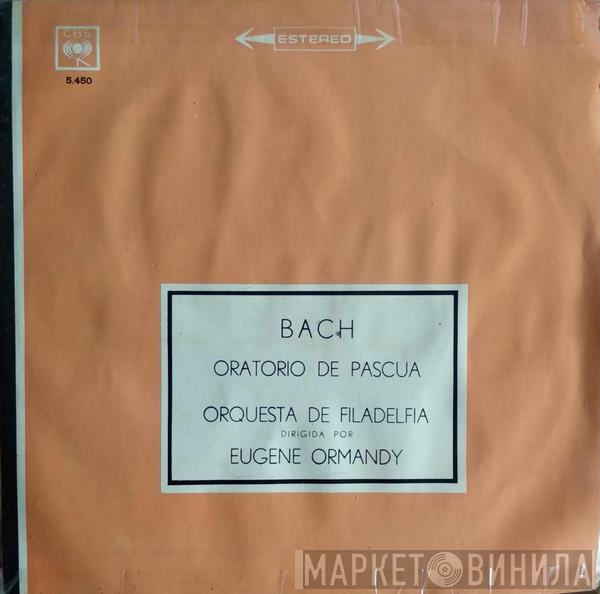 CBS
ESTEREO
5.450
BACH
ORATORIO DE PASCUA
ORQUESTA DE FILADELFIA
DIRIGIDA POR
EUGENE ORMANDY
МАРКЕТ ВИНИЛА